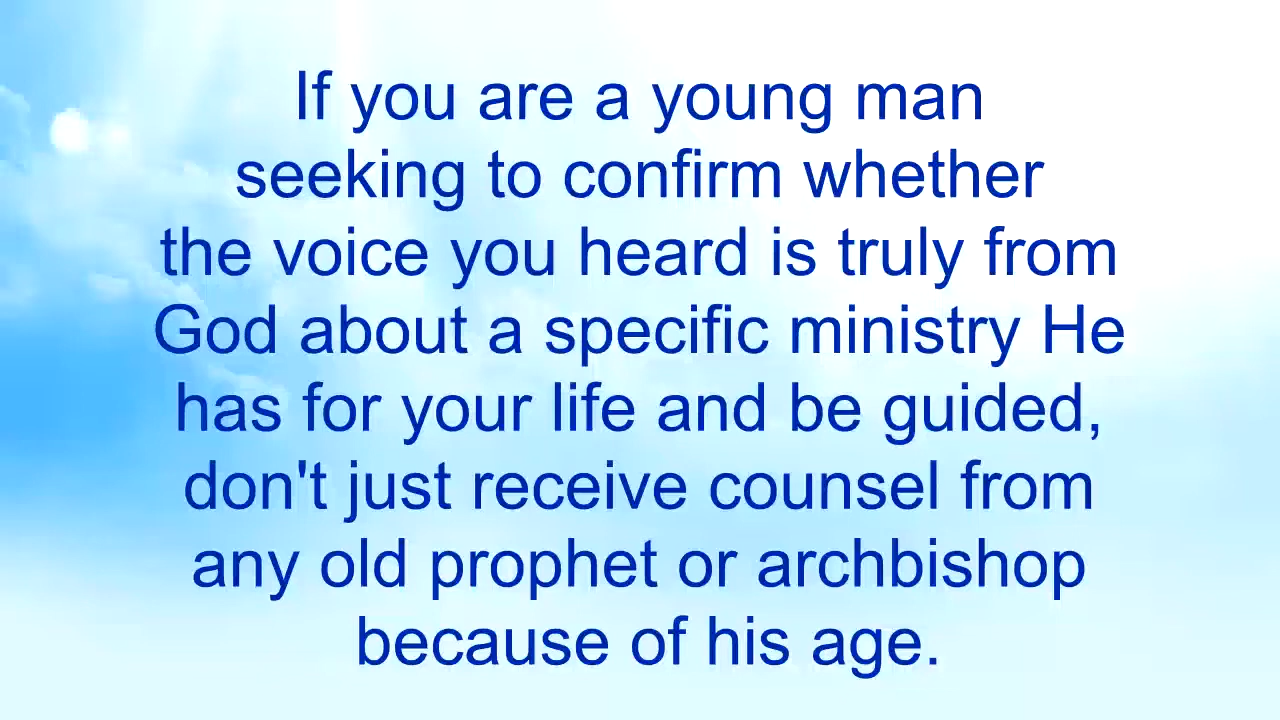 If you are a young man
seeking to confirm whether
the voice you heard is truly from
God about a specific ministry He
has for your life and be guided,
don't just receive counsel from
any old prophet or archbishop
because of his age.